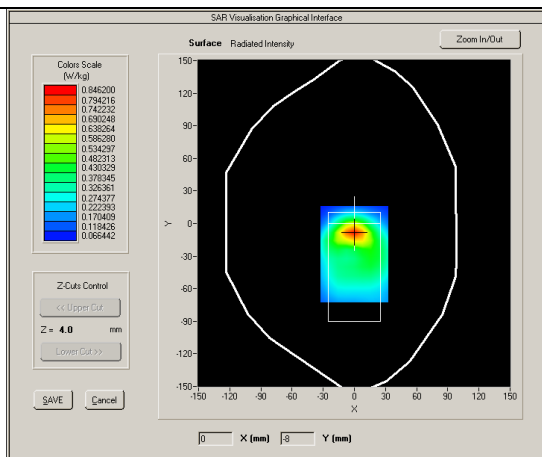 SAR Visualisation Graphical Interface
Surface Radiated Intensity
Zoom In/Out
Colors Scale
(W/kg)
0.846200
0.794216
0.742232
0.690248
0.638264
0.586280
0.534297
0.482313
0.430329
0.378345
0.326361
0.274377
0.222393
0.170409
0.118426
0.066442
Z-Cuts Control
<< Upper Cut
Z = 4.0 mm
Lower Cut >>
SAVE
Cancel
150
120
90
60
30
0
-30
-60
-90
-120
-150
Y
-150 -120 -90 -60 -30 0 30 60 90 120 150
X
0 X (mm) -8 Y (mm)